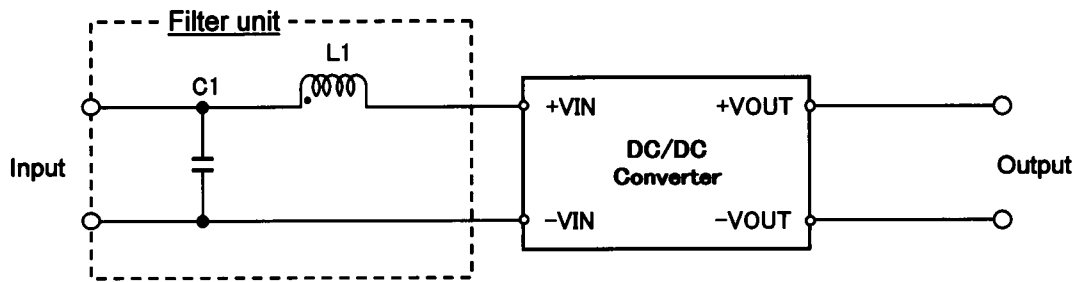 Filter unit
L1
C1
+VIN
+VOUT
Input
DC/DC
Converter
Output
-VIN
-VOUT